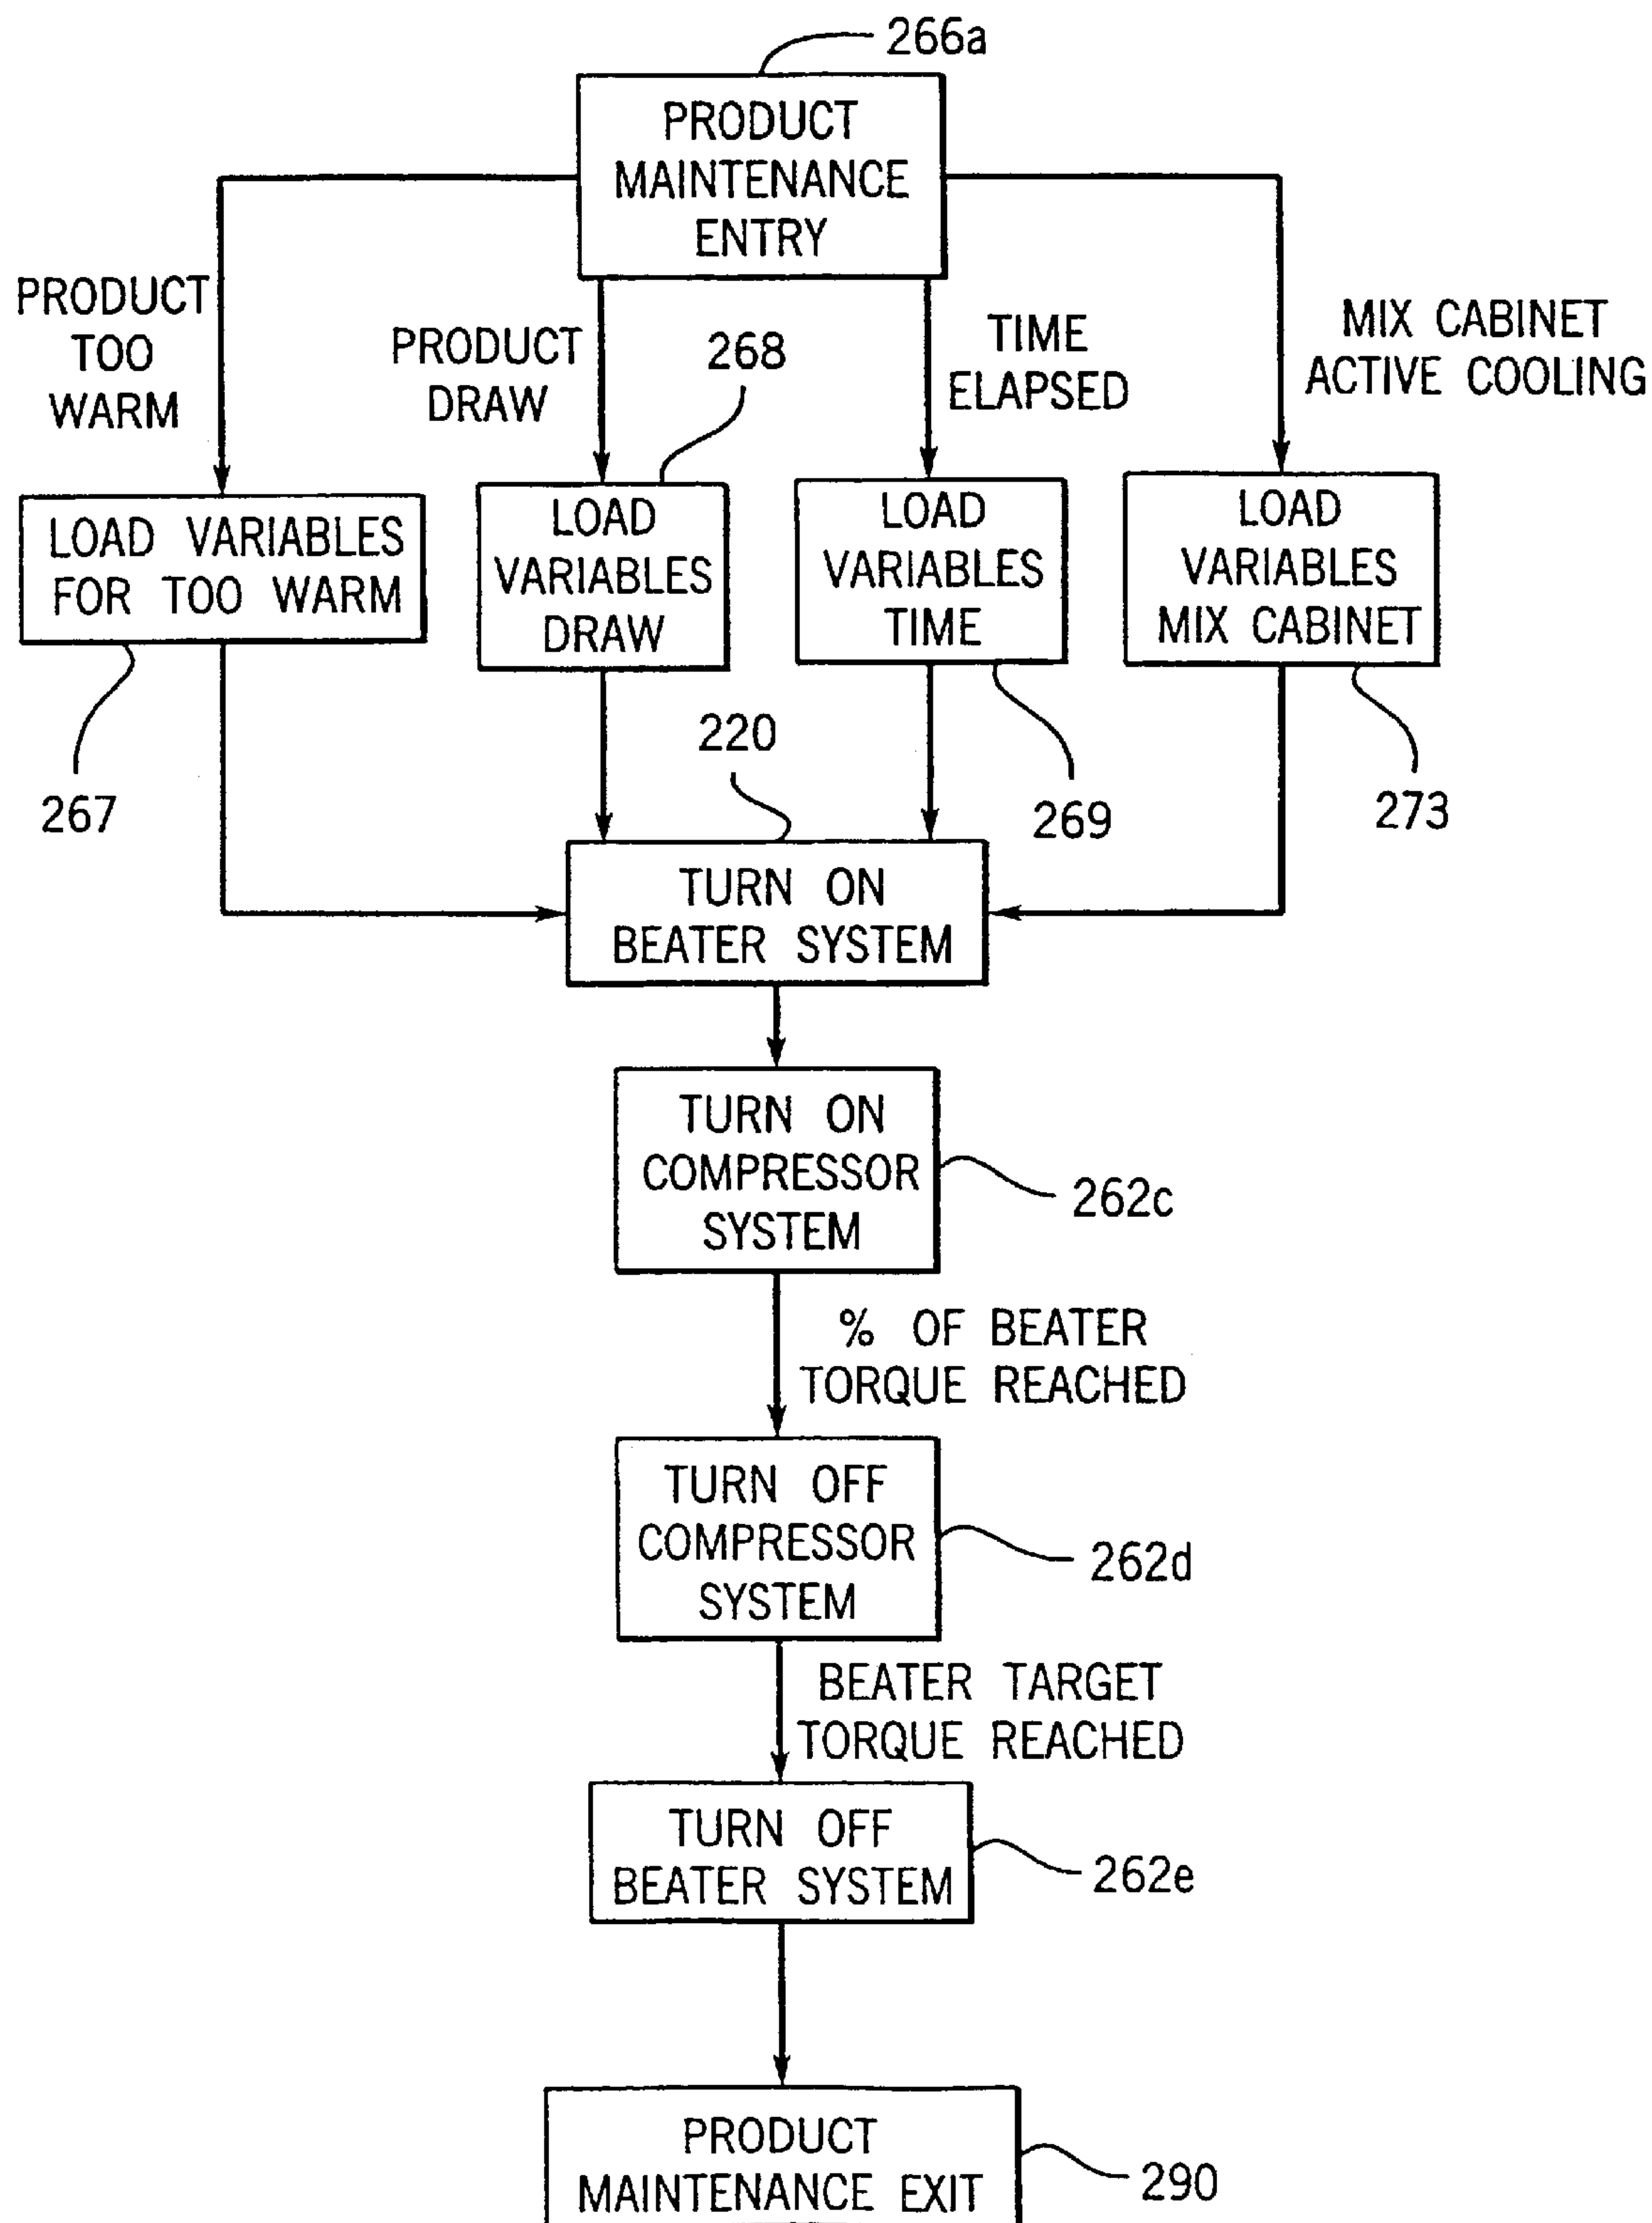 266a
PRODUCT
MAINTENANCE
ENTRY
PRODUCT
TOO
WARM
PRODUCT
DRAW
268
TIME
ELAPSED
MIX CABINET
ACTIVE COOLING
LOAD VARIABLES
FOR TOO WARM
LOAD
VARIABLES
DRAW
LOAD
VARIABLES
TIME
LOAD
VARIABLES
MIX CABINET
267
220
269
273
TURN ON
BEATER SYSTEM
TURN ON
COMPRESSOR
SYSTEM
262c
% OF BEATER
TORQUE REACHED
TURN OFF
COMPRESSOR
SYSTEM
262d
BEATER TARGET
TORQUE REACHED
TURN OFF
BEATER SYSTEM
262e
PRODUCT
MAINTENANCE EXIT
290